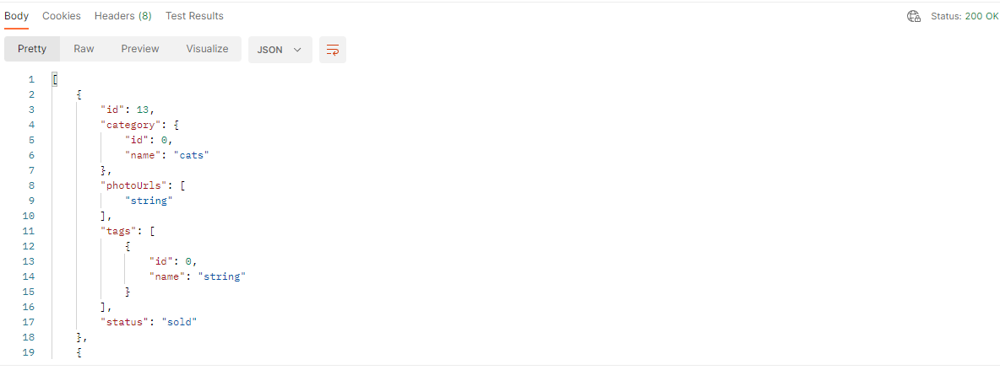 Body Cookies Headers (8) Test Results Status: 200 OK
Pretty Raw Preview Visualize JSON
1 [
2 {
3 "id": 13,
4 "category": {
5 "id": 0,
6 "name": "cats"
7 },
8 "photoUrls": [
9 "string"
10 ],
11 "tags": [
12 {
13 "id": 0,
14 "name": "string"
15 }
16 ],
17 "status": "sold"
18 },
19 {